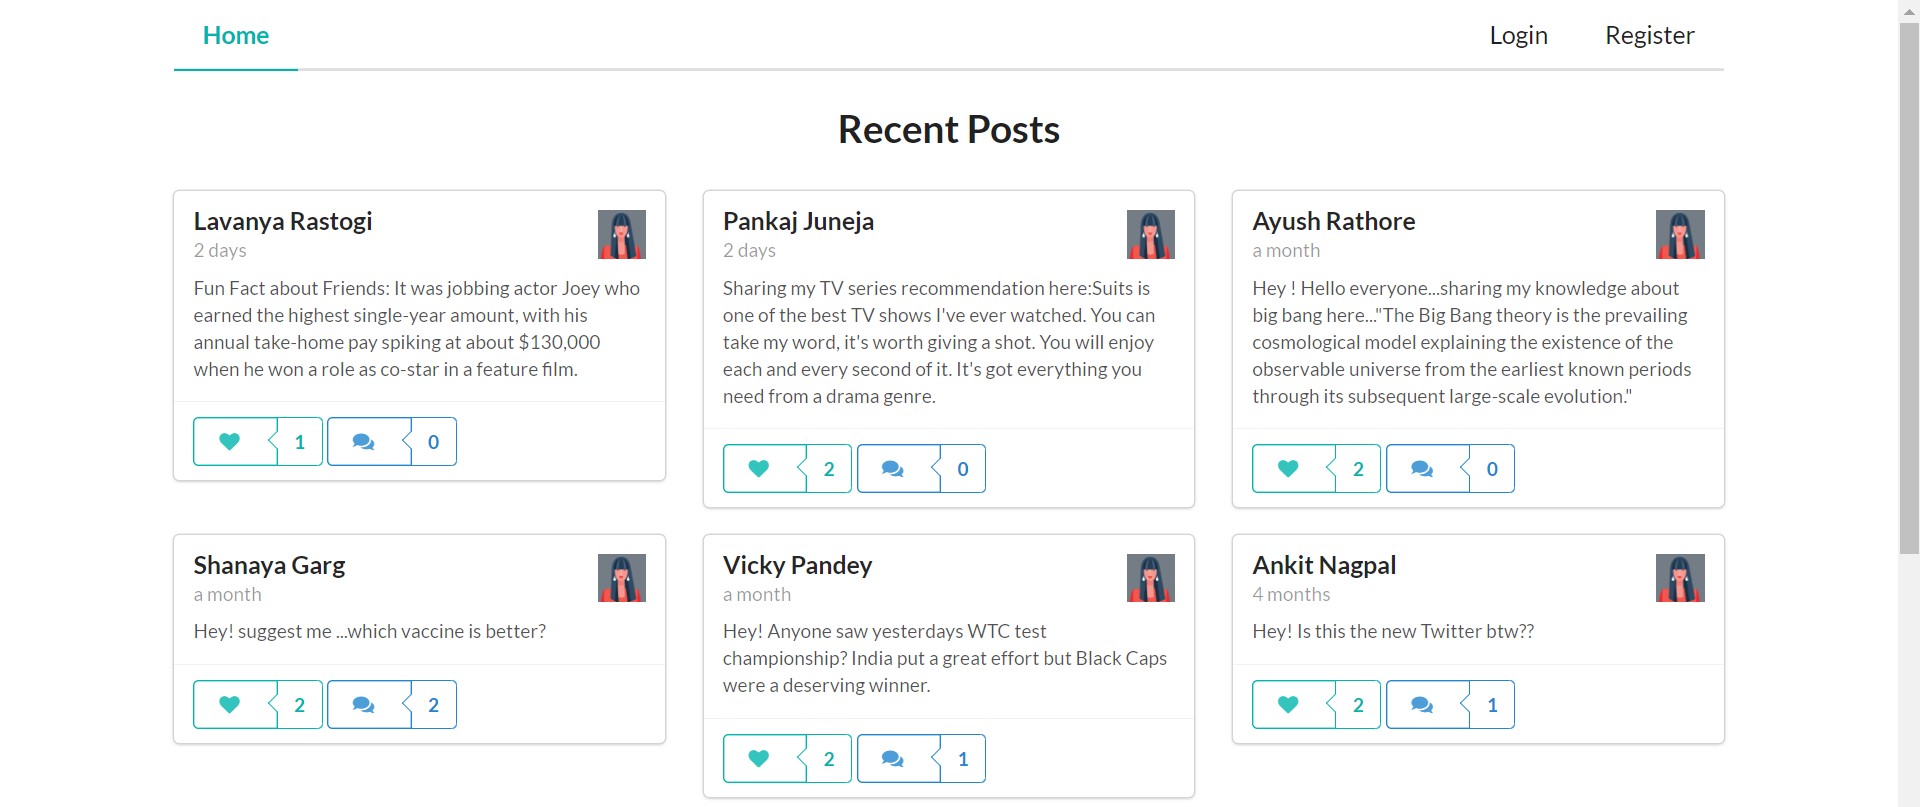 Home
Login
Register
Recent Posts
Lavanya Rastogi
2 days
Fun Fact about Friends: It was jobbing actor Joey who
earned the highest single-year amount, with his
annual take-home pay spiking at about $130,000
when he won a role as co-star in a feature film.
1
0
Pankaj Juneja
2 days
Sharing my TV series recommendation here:Suits is
one of the best TV shows I've ever watched. You can
take my word, it's worth giving a shot. You will enjoy
each and every second of it. It's got everything you
need from a drama genre.
2
0
Ayush Rathore
a month
Hey ! Hello everyone...sharing my knowledge about
big bang here..."The Big Bang theory is the prevailing
cosmological model explaining the existence of the
observable universe from the earliest known periods
through its subsequent large-scale evolution."
2
0
Shanaya Garg
a month
Hey! suggest me ...which vaccine is better?
2
2
Vicky Pandey
a month
Hey! Anyone saw yesterdays WTC test
championship? India put a great effort but Black Caps
were a deserving winner.
2
1
Ankit Nagpal
4 months
Hey! Is this the new Twitter btw??
2
1